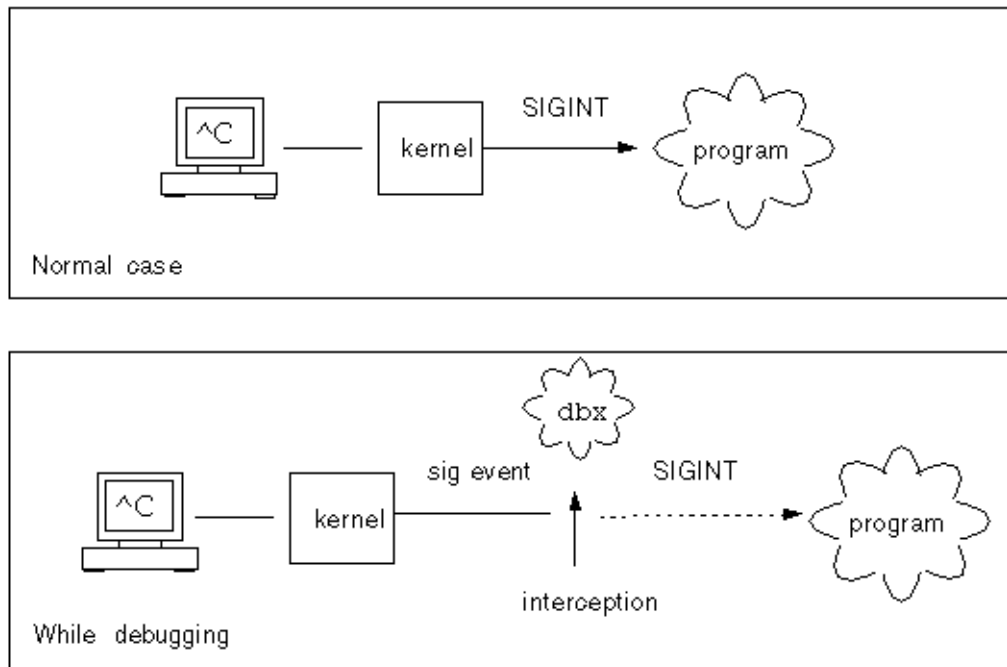 SIGINT
^C
kernel
program
Normal case
dbx
sig event
SIGINT
^C
kernel
program
interception
While debugging